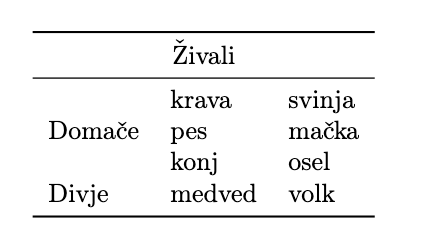 Živali
krava svinja
Domače pes mačka
konj osel
Divje medved volk